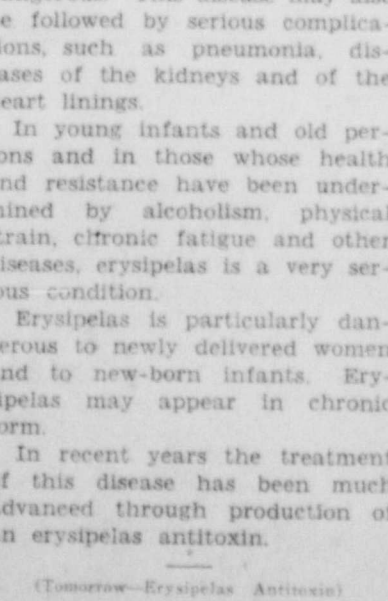 e followed by serious complica-
ions, such as pneumonia, dis-
ases of the kidneys and of the
eart linings.
In young infants and old per-
ons and in those whose health
nd resistance have been under-
mined by alcoholism, physical
train, chronic fatigue and other
iseases, erysipelas is a very ser-
ous condition.
Erysipelas is particularly dan-
erous to newly delivered women
nd to new-born infants. Ery-
ipelas may appear in chronic
orm.
In recent years the treatment
f this disease has been much
advanced through production of
n erysipelas antitoxin.
(Tomorrow—Erysipelas Antitoxin)